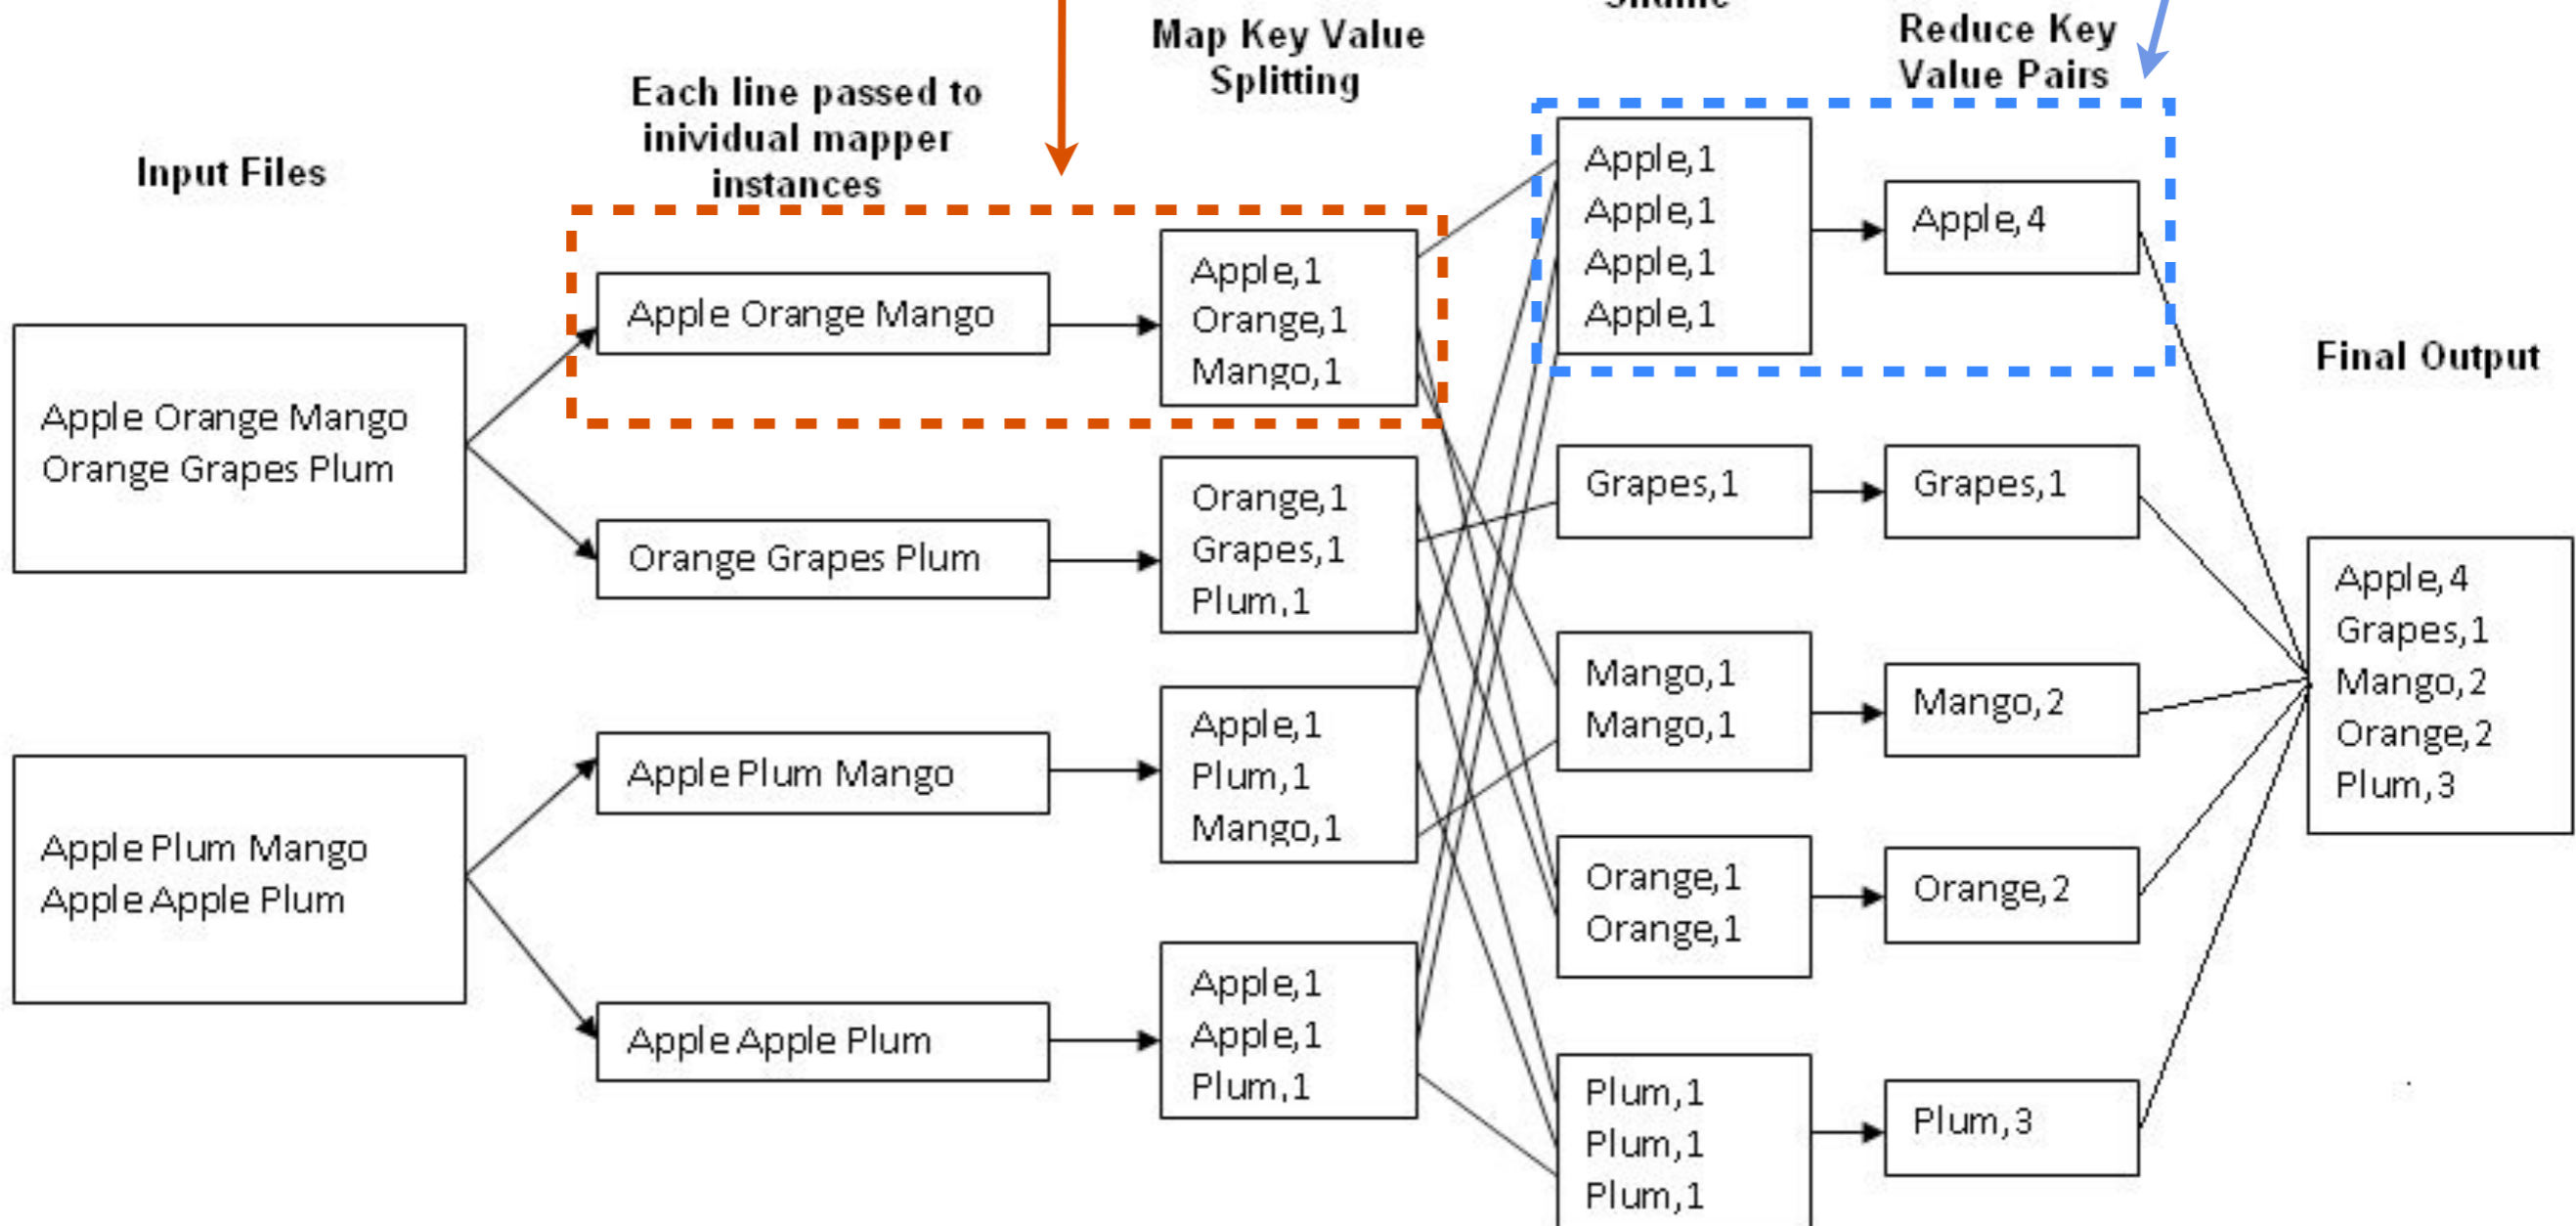 Map Key Value
Splitting
Reduce Key
Value Pairs
Each line passed to
inividual mapper
instances
Input Files
Final Output
Apple Orange Mango
Orange Grapes Plum
Apple Plum Mango
Apple Apple Plum
Apple Orange Mango
Orange Grapes Plum
Apple Plum Mango
Apple Apple Plum
Apple,1
Orange,1
Mango,1
Orange,1
Grapes,1
Plum,1
Apple,1
Plum,1
Mango,1
Apple,1
Apple,1
Plum,1
Apple,1
Apple,1
Apple,1
Apple,1
Grapes,1
Mango,1
Mango,1
Orange,1
Orange,1
Plum,1
Plum,1
Plum,1
Apple,4
Grapes,1
Mango,2
Orange,2
Plum,3
Apple,4
Grapes,1
Mango,2
Orange,2
Plum,3